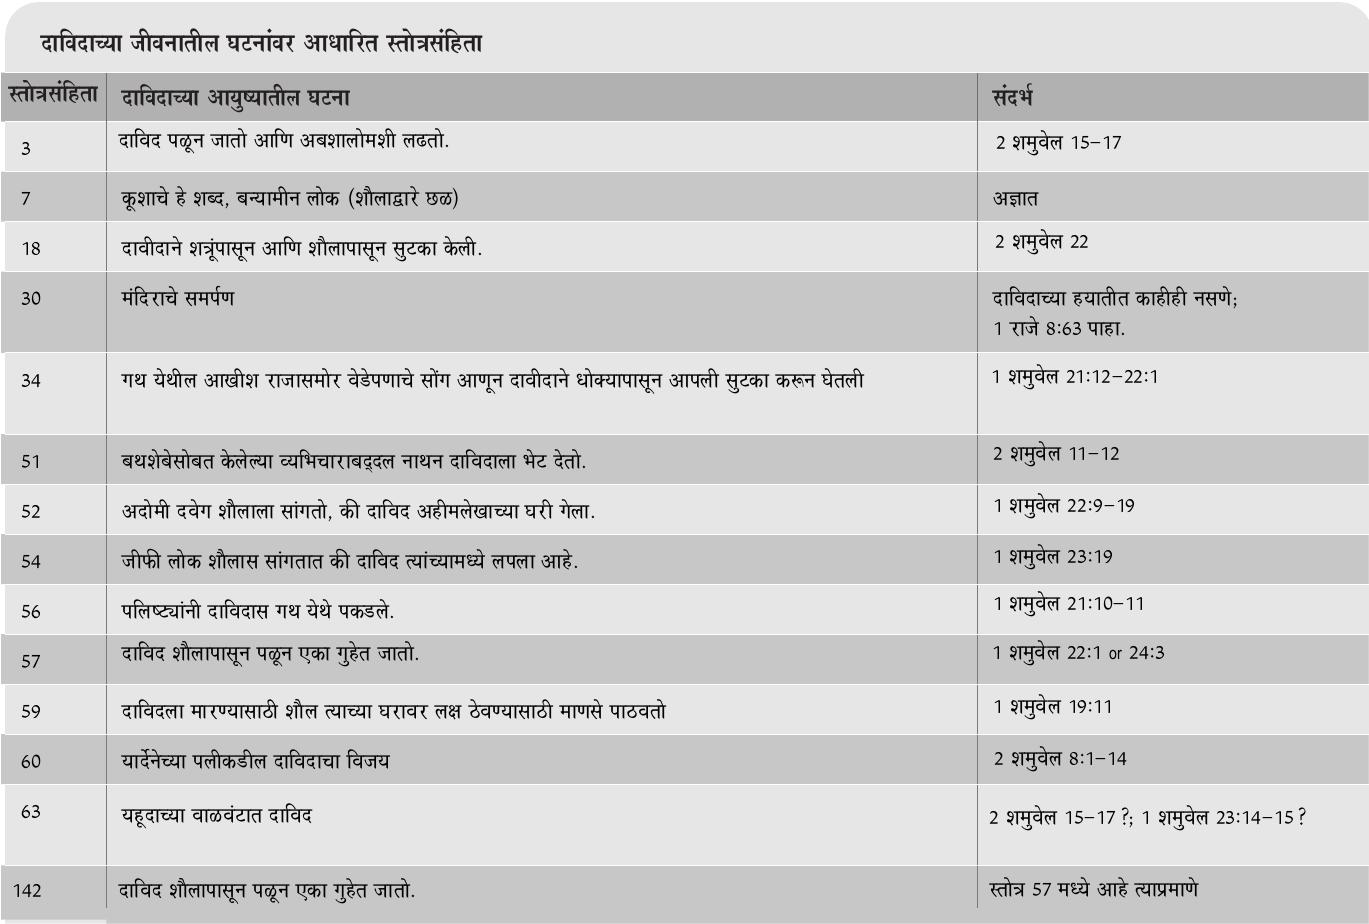 दाविदाच्या जीवनातील घटनांवर आधारित स्तोत्रसंहिता
स्तोत्रसंहिता दाविदाच्या आयुष्यातील घटना संदर्भ
3 दाविद पळून जातो आणि अबशालोमशी लढतो. 2 शमुवेल 15–17
7 कूशाचे हे शब्द, बन्यामीन लोक (शौलाद्वारे छळ) अज्ञात
18 दावीदाने शत्रूंपासून आणि शौलापासून सुटका केली. 2 शमुवेल 22
30 मंदिराचे समर्पण दाविदाच्या हयातीत काहीही नसणे;
1 राजे 8:63 पाहा.
34 गथ येथील आखीश राजासमोर वेडेपणाचे सोंग आणून दावीदाने धोक्यापासून आपली सुटका करून घेतली 1 शमुवेल 21:12–22:1
51 बथशेबेसोबत केलेल्या व्यभिचाराबद्‌दल नाथन दाविदाला भेट देतो. 2 शमुवेल 11–12
52 अदोमी दवेग शौलाला सांगतो, की दाविद अहीमलेखाच्या घरी गेला. 1 शमुवेल 22:9–19
54 जीफी लोक शौलास सांगतात की दाविद त्यांच्यामध्ये लपला आहे. 1 शमुवेल 23:19
56 पलिष्ट्यांनी दाविदास गथ येथे पकडले. 1 शमुवेल 21:10–11
57 दाविद शौलापासून पळून एका गुहेत जातो. 1 शमुवेल 22:1 or 24:3
59 दाविदला मारण्यासाठी शौल त्याच्या घरावर लक्ष ठेवण्यासाठी माणसे पाठवतो 1 शमुवेल 19:11
60 यार्देनेच्या पलीकडील दाविदाचा विजय 2 शमुवेल 8:1–14
63 यहूदाच्या वाळवंटात दाविद 2 शमुवेल 15–17 ?; 1 शमुवेल 23:14–15 ?
142 दाविद शौलापासून पळून एका गुहेत जातो. स्तोत्र 57 मध्ये आहे त्याप्रमाणे